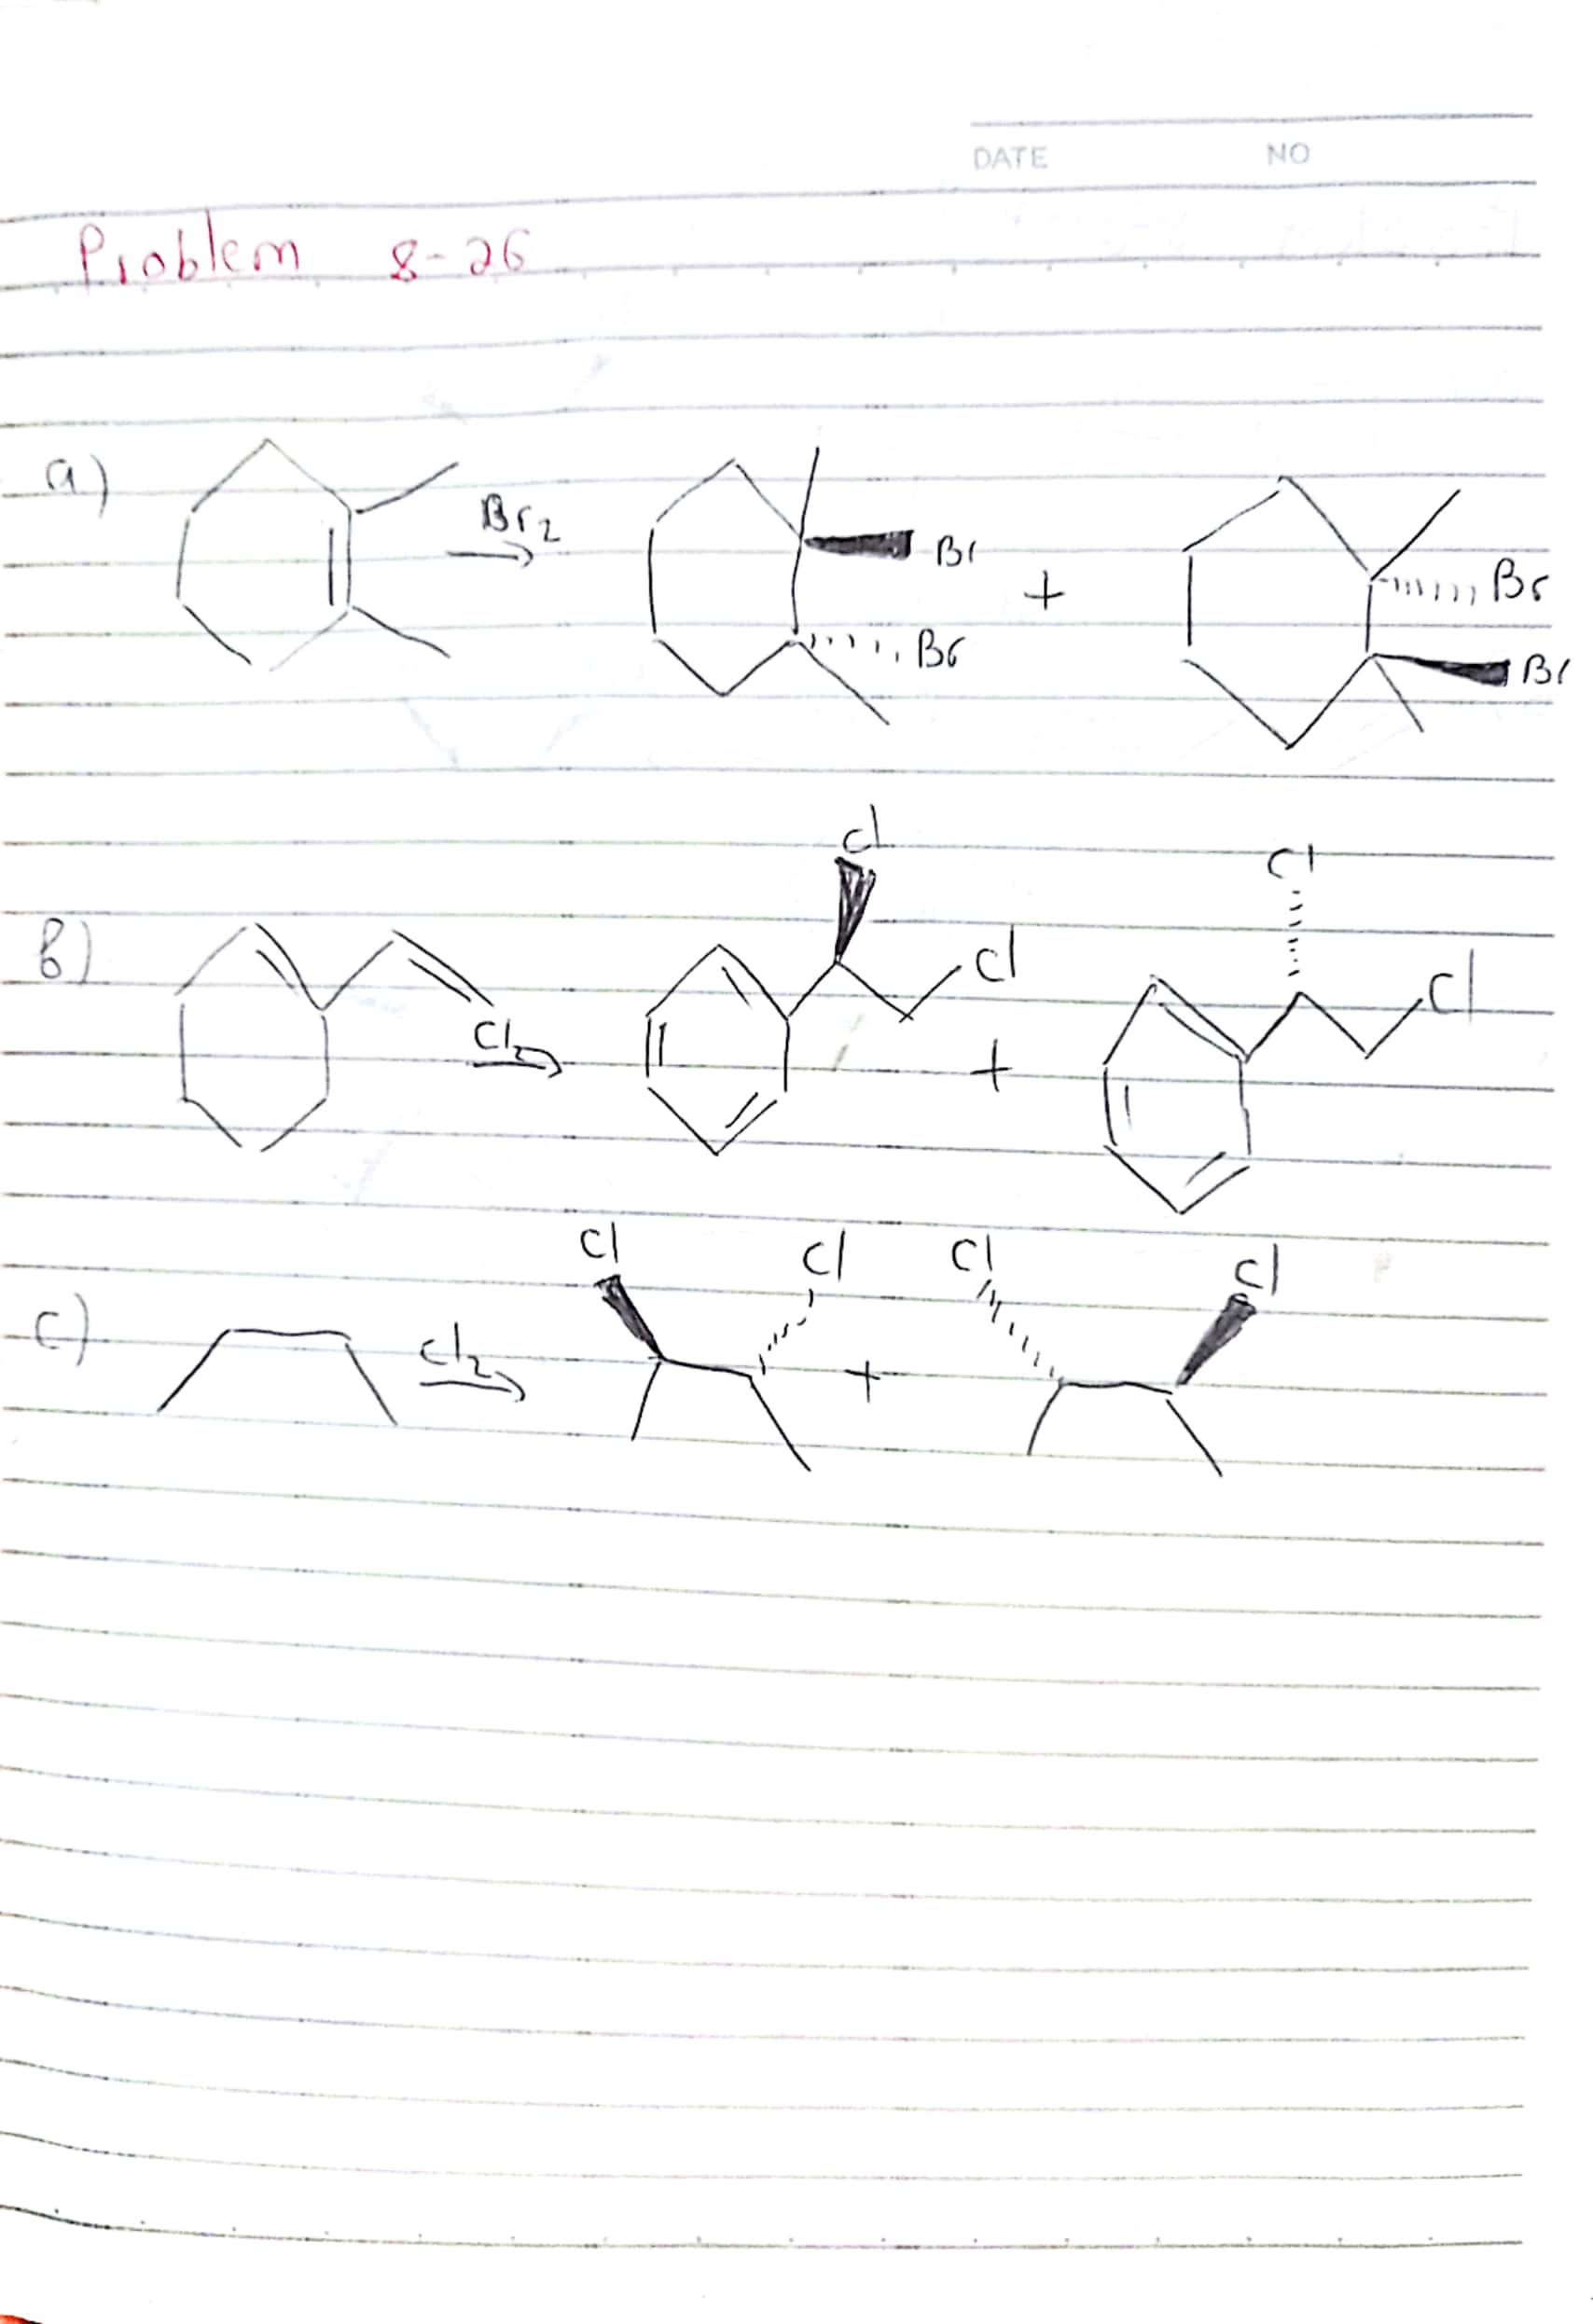 DATE NO
Problem 8-26
a)
Br2
Br
Br
+
Br
Br
b)
Cl2
Cl
Cl
+
Cl
Cl
c)
Cl2
Cl
Cl
+
Cl
Cl